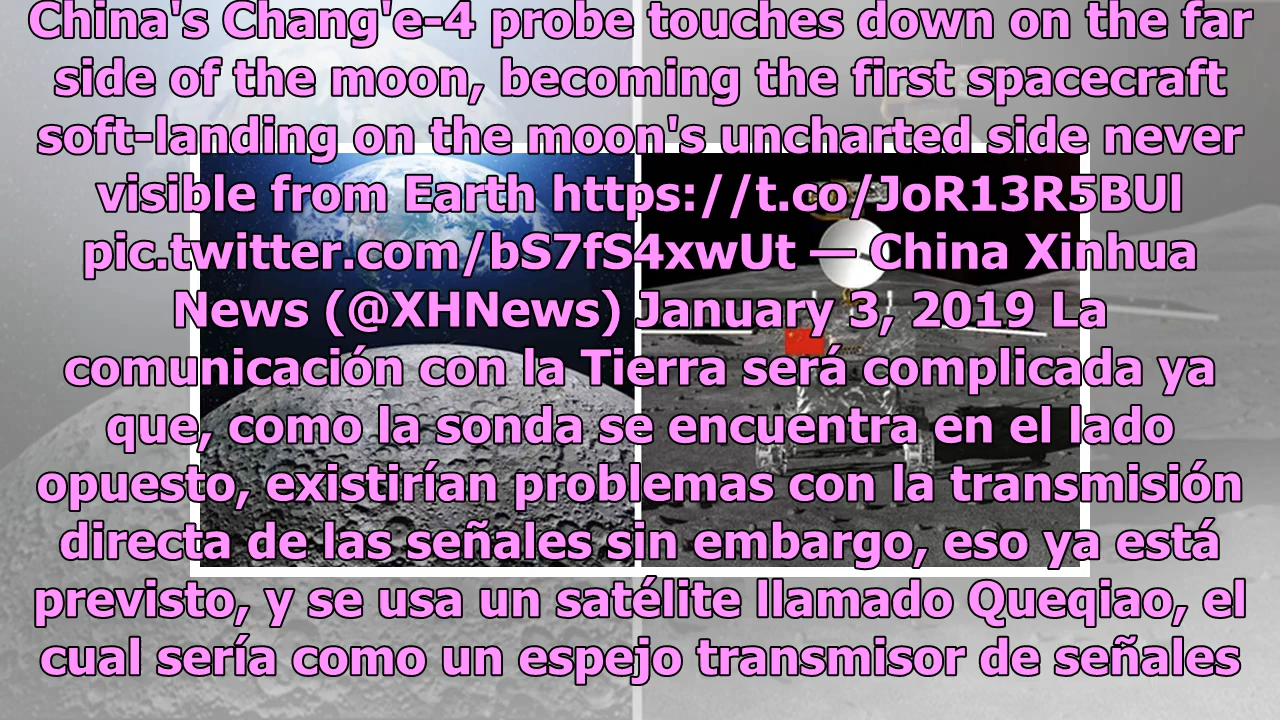 China's Chang'e-4 probe touches down on the far
side of the moon, becoming the first spacecraft
soft-landing on the moon's uncharted side never
visible from Earth https://t.co/JoR13R5BUl
pic.twitter.com/bS7fS4xwUt — China Xinhua
News (@XHNews) January 3, 2019 La
comunicación con la Tierra será complicada ya
que, como la sonda se encuentra en el lado
opuesto, existirían problemas con la transmisión
directa de las señales sin embargo, eso ya está
previsto, y se usa un satélite llamado Queqiao, el
cual sería como un espejo transmisor de señales